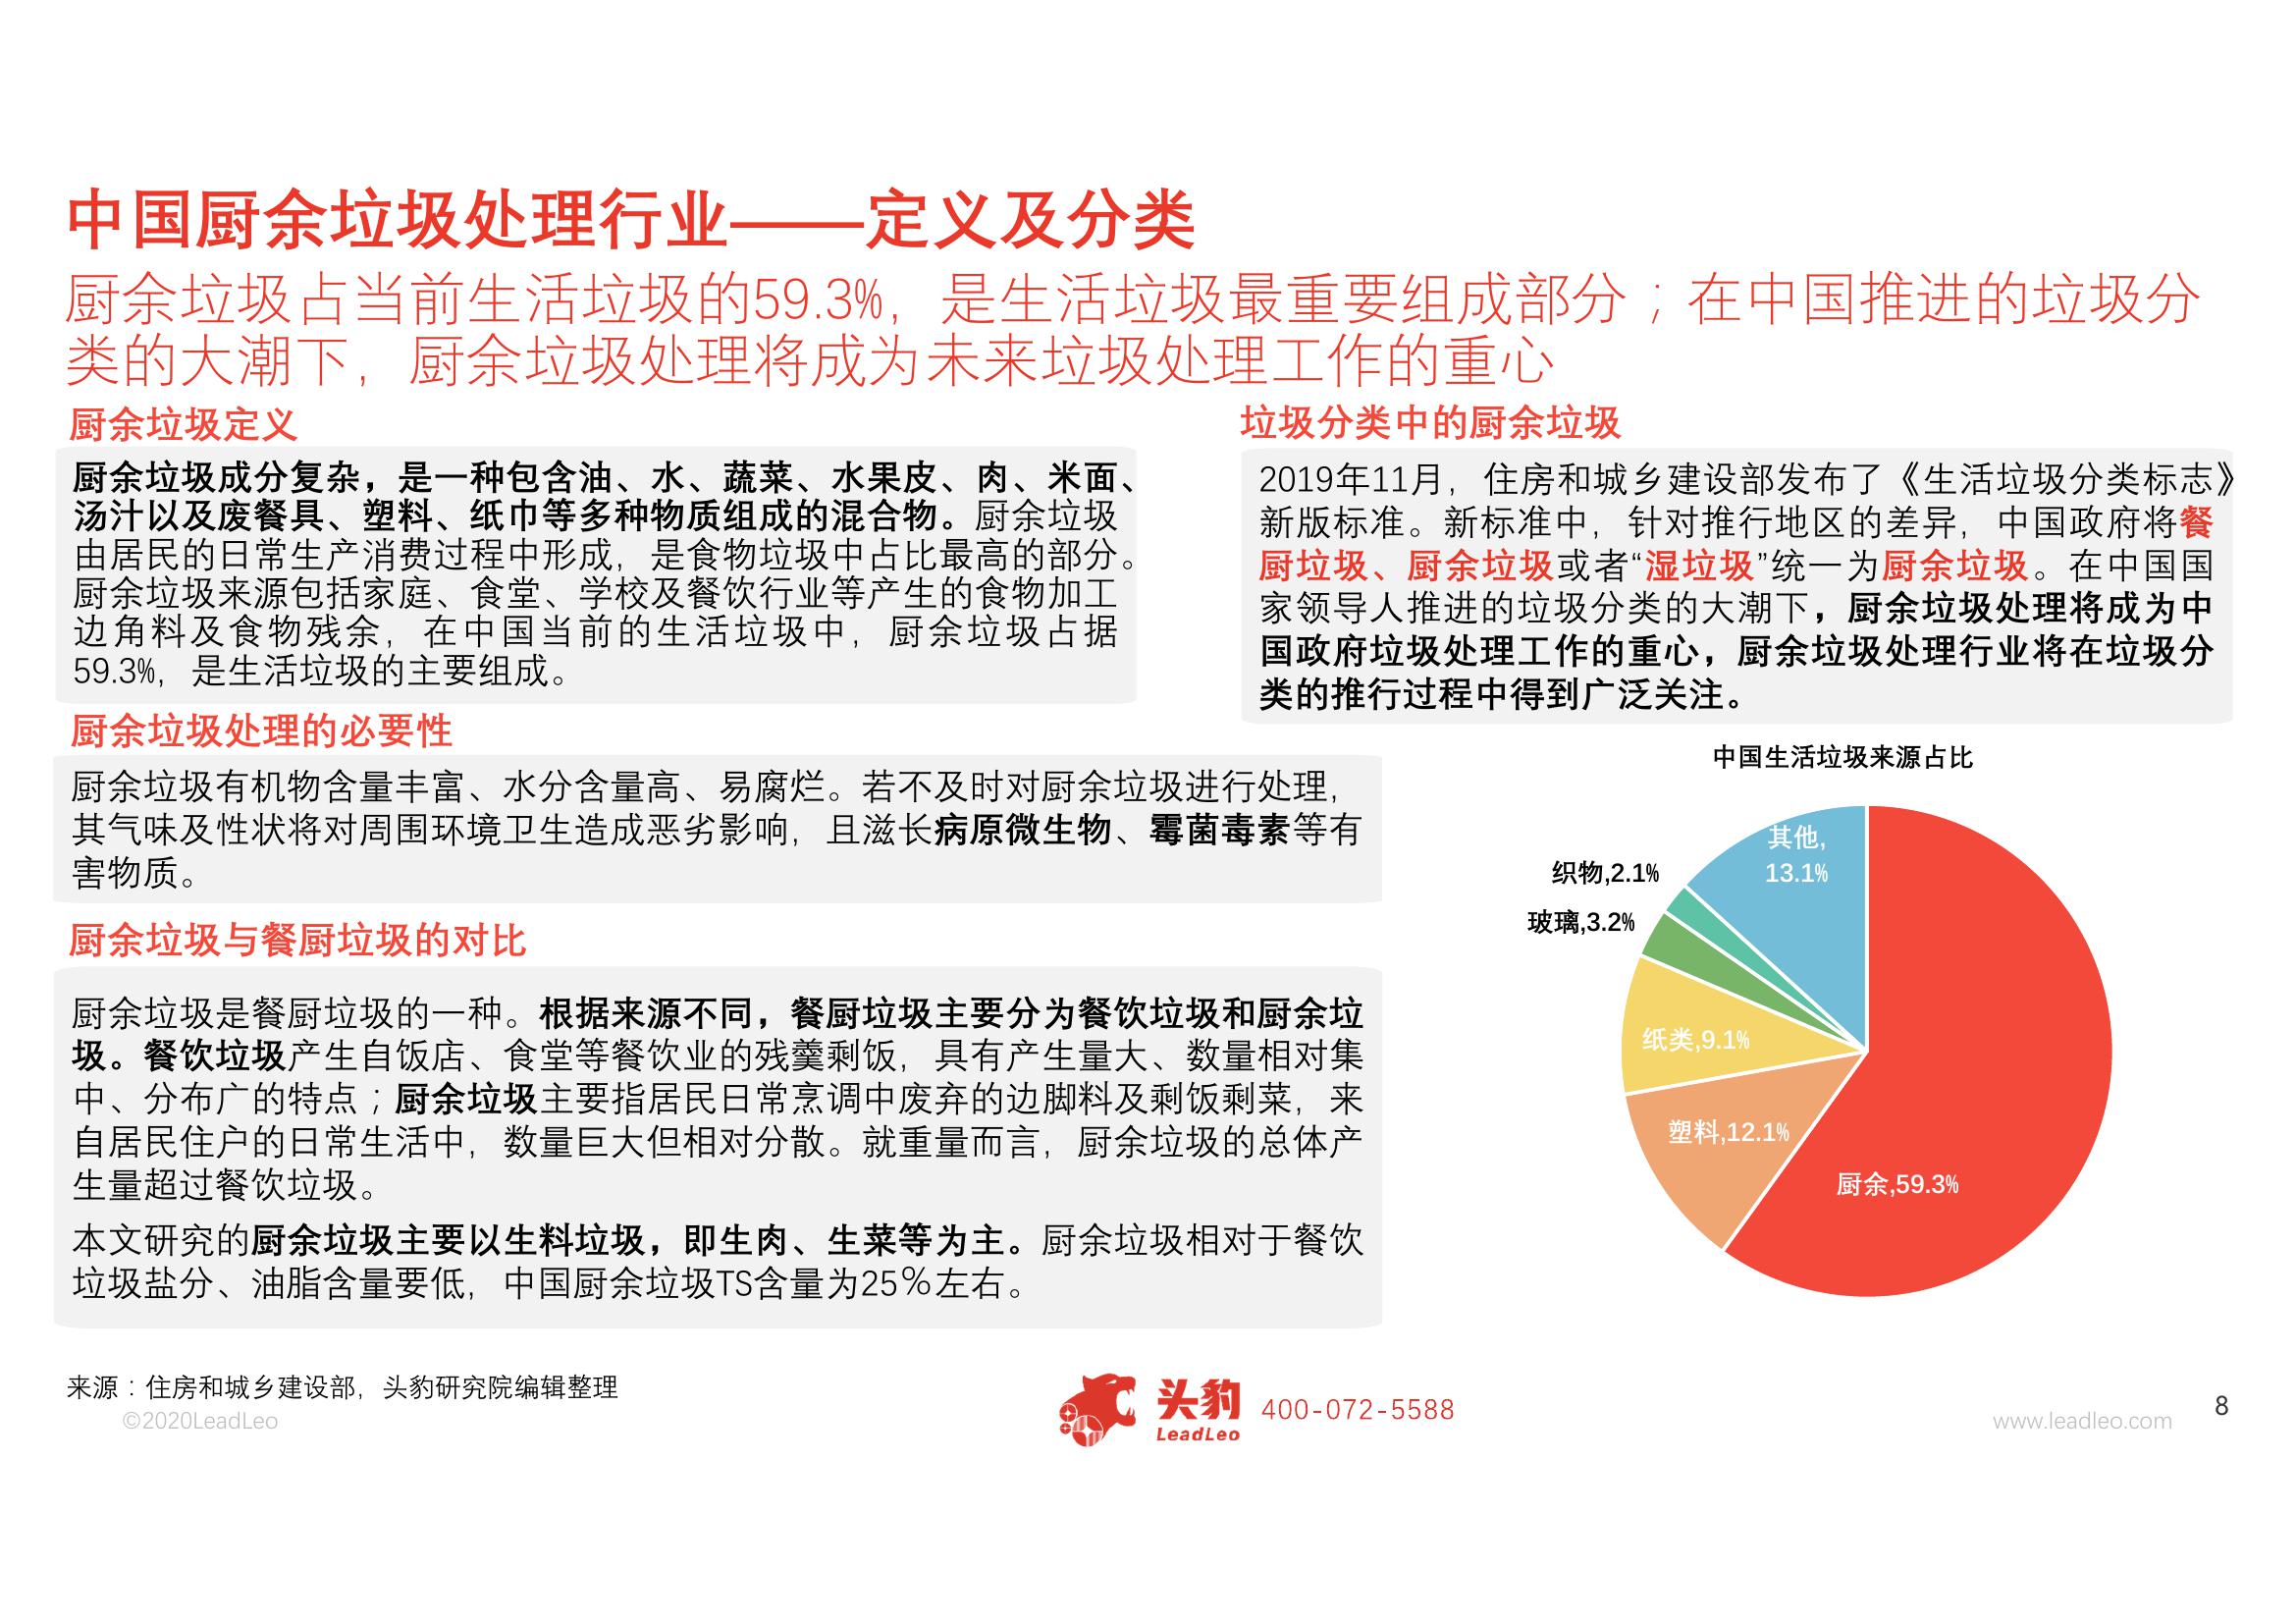 中国厨余垃圾处理行业——定义及分类
厨余垃圾占当前生活垃圾的59.3%，是生活垃圾最重要组成部分；在中国推进的垃圾分
类的大潮下，厨余垃圾处理将成为未来垃圾处理工作的重心
厨余垃圾定义
厨余垃圾成分复杂，是一种包含油、水、蔬菜、水果皮、肉、米面、
汤汁以及废餐具、塑料、纸巾等多种物质组成的混合物。厨余垃圾
由居民的日常生产消费过程中形成，是食物垃圾中占比最高的部分。
厨余垃圾来源包括家庭、食堂、学校及餐饮行业等产生的食物加工
边角料及食物残余，在中国当前的生活垃圾中，厨余垃圾占据
59.3%，是生活垃圾的主要组成。
厨余垃圾处理的必要性
厨余垃圾有机物含量丰富、水分含量高、易腐烂。若不及时对厨余垃圾进行处理，
其气味及性状将对周围环境卫生造成恶劣影响，且滋长病原微生物、霉菌毒素等有
害物质。
厨余垃圾与餐厨垃圾的对比
厨余垃圾是餐厨垃圾的一种。根据来源不同，餐厨垃圾主要分为餐饮垃圾和厨余垃
圾。餐饮垃圾产生自饭店、食堂等餐饮业的残羹剩饭，具有产生量大、数量相对集
中、分布广的特点；厨余垃圾主要指居民日常烹调中废弃的边脚料及剩饭剩菜，来
自居民住户的日常生活中，数量巨大但相对分散。就重量而言，厨余垃圾的总体产
生量超过餐饮垃圾。
本文研究的厨余垃圾主要以生料垃圾，即生肉、生菜等为主。厨余垃圾相对于餐饮
垃圾盐分、油脂含量要低，中国厨余垃圾TS含量为25%左右。
垃圾分类中的厨余垃圾
2019年11月，住房和城乡建设部发布了《生活垃圾分类标志》
新版标准。新标准中，针对推行地区的差异，中国政府将餐
厨垃圾、厨余垃圾或者“湿垃圾”统一为厨余垃圾。在中国国
家领导人推进的垃圾分类的大潮下，厨余垃圾处理将成为中
国政府垃圾处理工作的重心，厨余垃圾处理行业将在垃圾分
类的推行过程中得到广泛关注。
中国生活垃圾来源占比
其他,
13.1%
织物,2.1%
玻璃,3.2%
纸类,9.1%
塑料,12.1%
厨余,59.3%
来源：住房和城乡建设部，头豹研究院编辑整理
©2020LeadLeo
头豹
LeadLeo
400-072-5588
www.leadleo.com
8